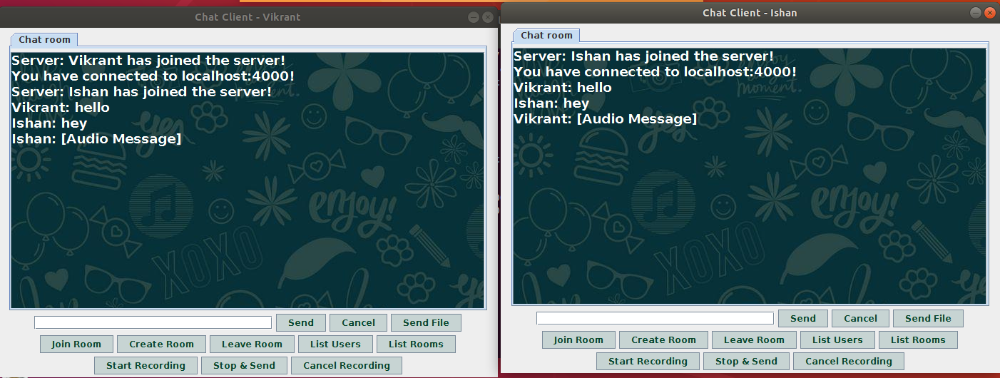 Chat Client - Vikrant
Chat room
Server: Vikrant has joined the server!
You have connected to localhost:4000!
Server: Ishan has joined the server!
Vikrant: hello
Ishan: hey
Ishan: [Audio Message]
yes
enjoy!
XOXO
Send Cancel Send File
Join Room Create Room Leave Room List Users List Rooms
Start Recording Stop & Send Cancel Recording
Chat Client - Ishan
Chat room
Server: Ishan has joined the server!
You have connected to localhost:4000!
Vikrant: hello
Ishan: hey
Vikrant: [Audio Message]
enjoy
moment.
yes
enjoy!
XOXO
Send Cancel Send File
Join Room Create Room Leave Room List Users List Rooms
Start Recording Stop & Send Cancel Recording